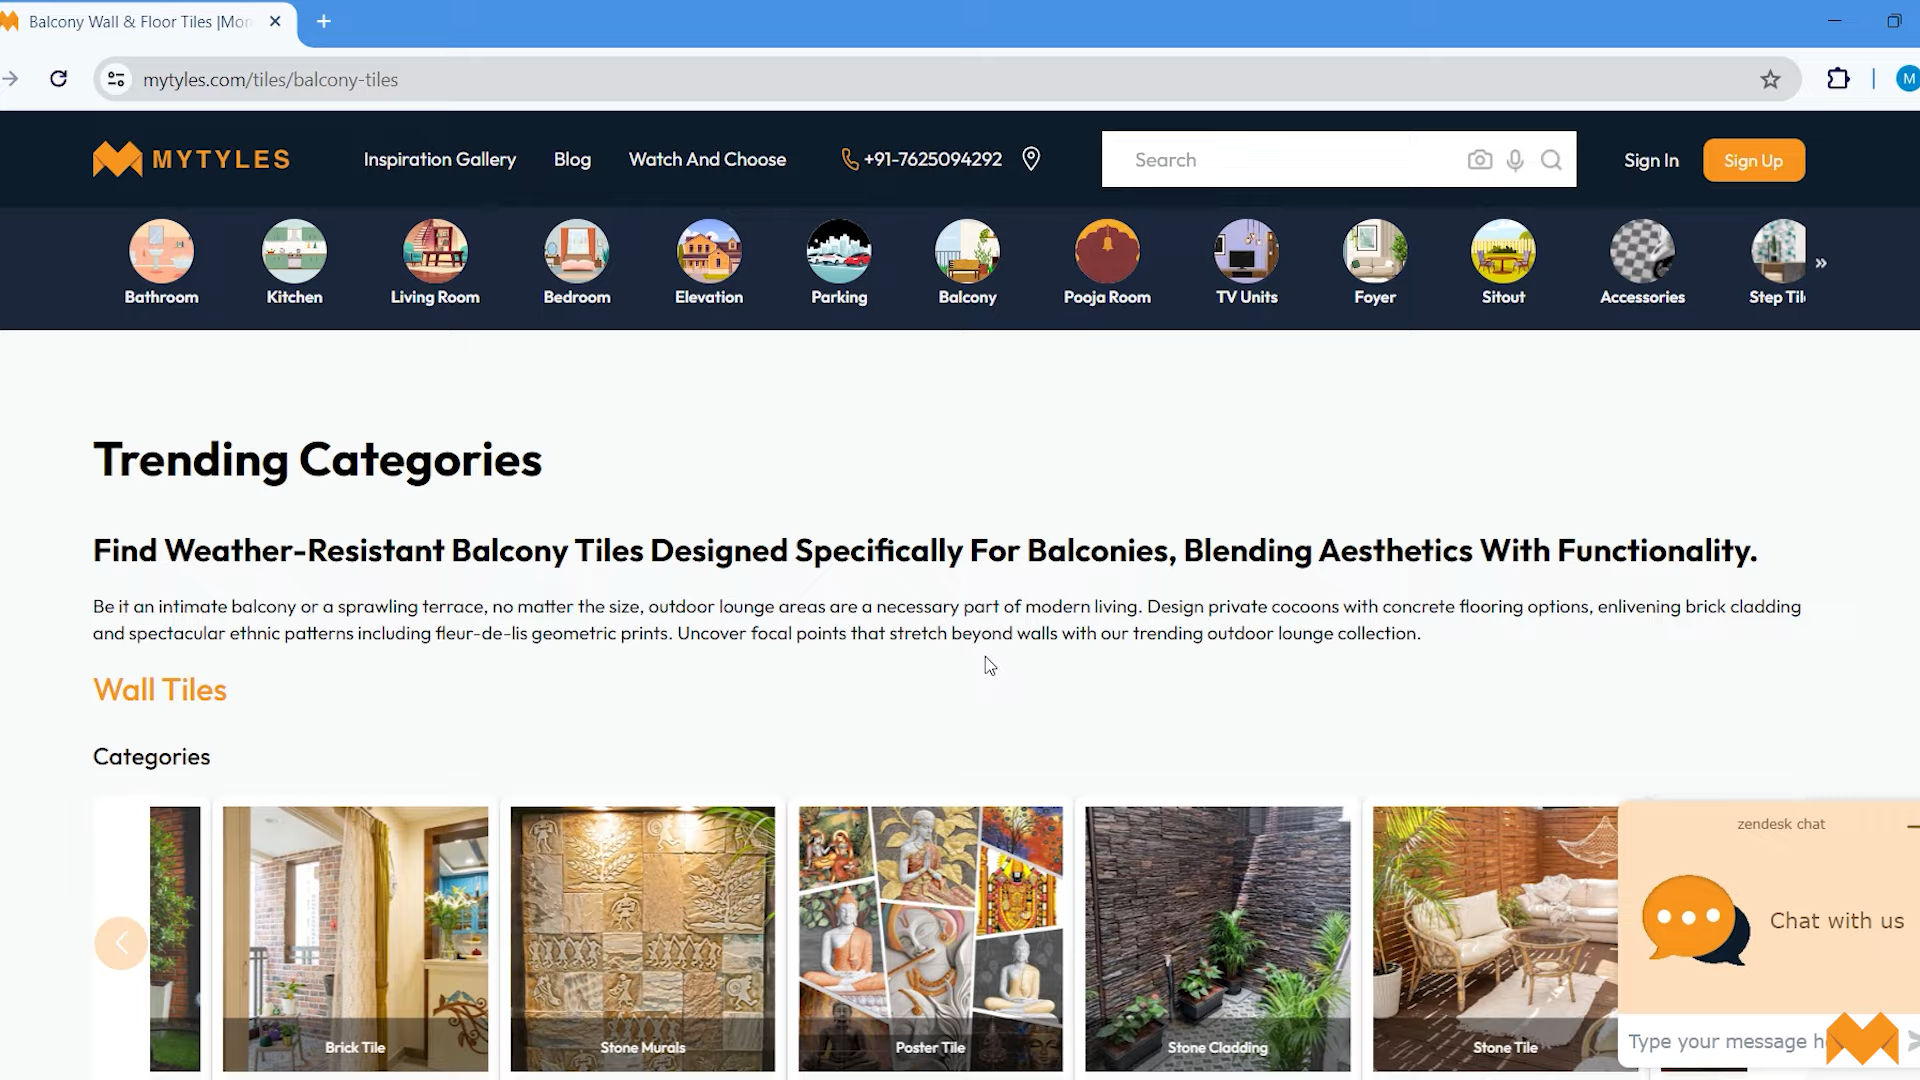 Balcony Wall & Floor Tiles |Mon
mytyles.com/tiles/balcony-tiles
M
MYTYLES
Inspiration Gallery
Blog
Watch And Choose
+91-7625094292
Search
Sign In
Sign Up
Bathroom
Kitchen
Living Room
Bedroom
Elevation
Parking
Balcony
Pooja Room
TV Units
Foyer
Sitout
Accessories
Step Til
Trending Categories
Find Weather-Resistant Balcony Tiles Designed Specifically For Balconies, Blending Aesthetics With Functionality.
Be it an intimate balcony or a sprawling terrace, no matter the size, outdoor lounge areas are a necessary part of modern living. Design private cocoons with concrete flooring options, enlivening brick cladding
and spectacular ethnic patterns including fleur-de-lis geometric prints. Uncover focal points that stretch beyond walls with our trending outdoor lounge collection.
Wall Tiles
Categories
Brick Tile
Stone Murals
Poster Tile
Stone Cladding
Stone Tile
zendesk chat
Chat with us
Type your message h